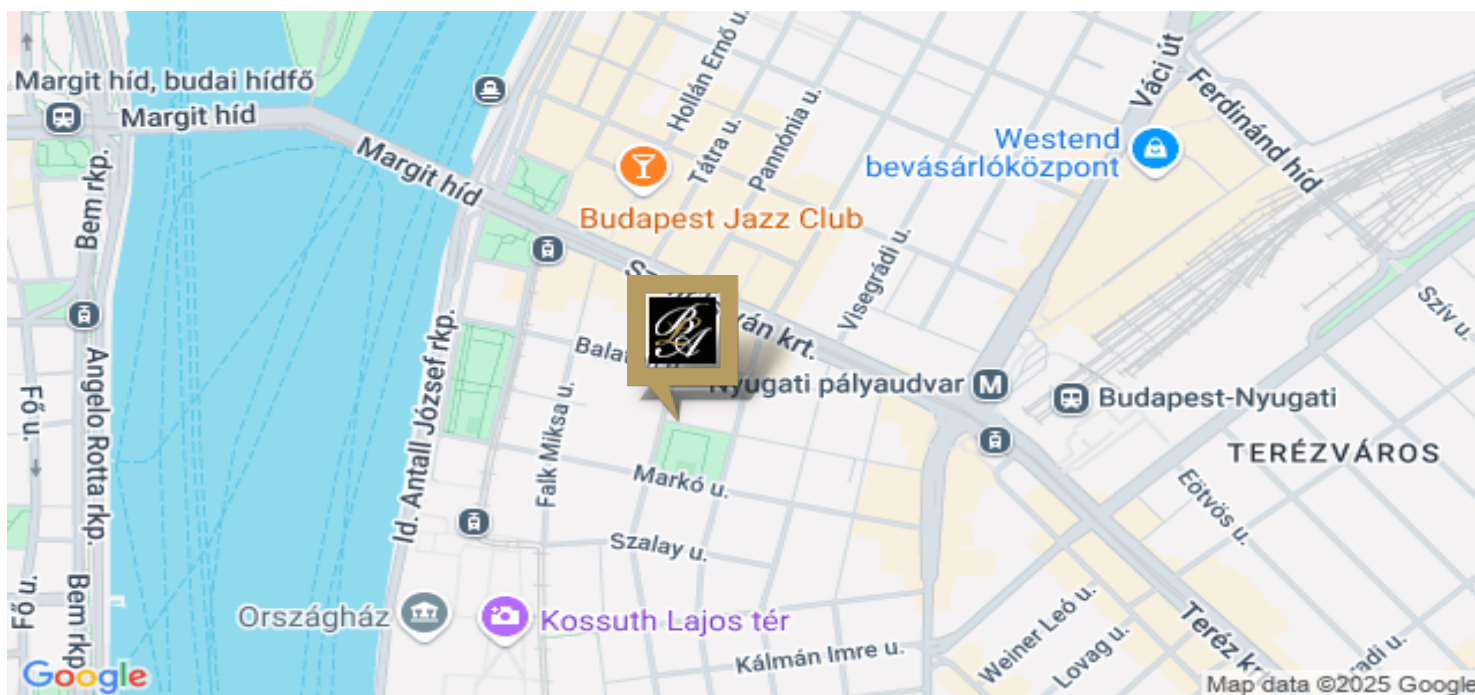 Margit híd, budai hídfő
Margit híd
Margit híd
Bem rkp.
Hollán Ernő u.
Tátra u.
Pannónia u.
Váci út
Ferdinánd híd
Westend
bevásárlóközpont
Budapest Jazz Club
Visegrádi u.
Szív u.
BLA
Nyugati pályaudvar
M
Budapest-Nyugati
TERÉZVÁROS
Angelo Rotta rkp.
Fő u.
Id. Antall József rkp.
Falk Miksa u.
Markó u.
Szalay u.
Eötvös u.
Fő u.
Bem rkp.
Országház
Kossuth Lajos tér
Kálmán Imre u.
Weiner Leó u.
Lovag u.
Teréz
Google
Map data ©2025 Google